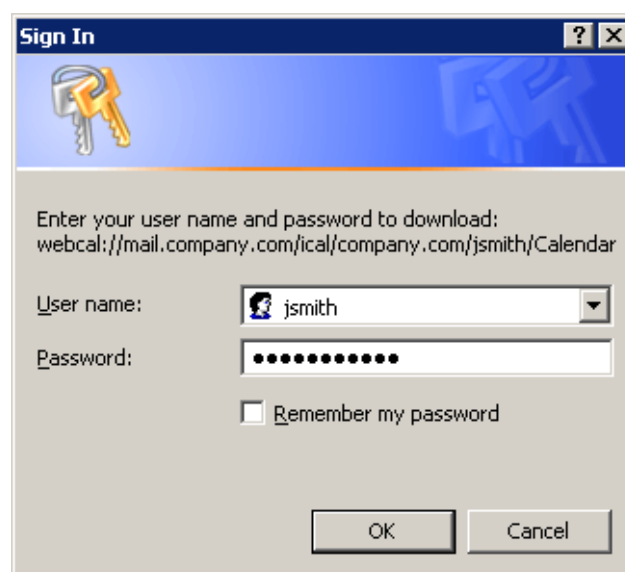 Sign In
Enter your user name and password to download:
webcal://mail.company.com/ical/company.com/jsmith/Calendar
User name: jsmith
Password: •••••••••••
Remember my password
OK Cancel